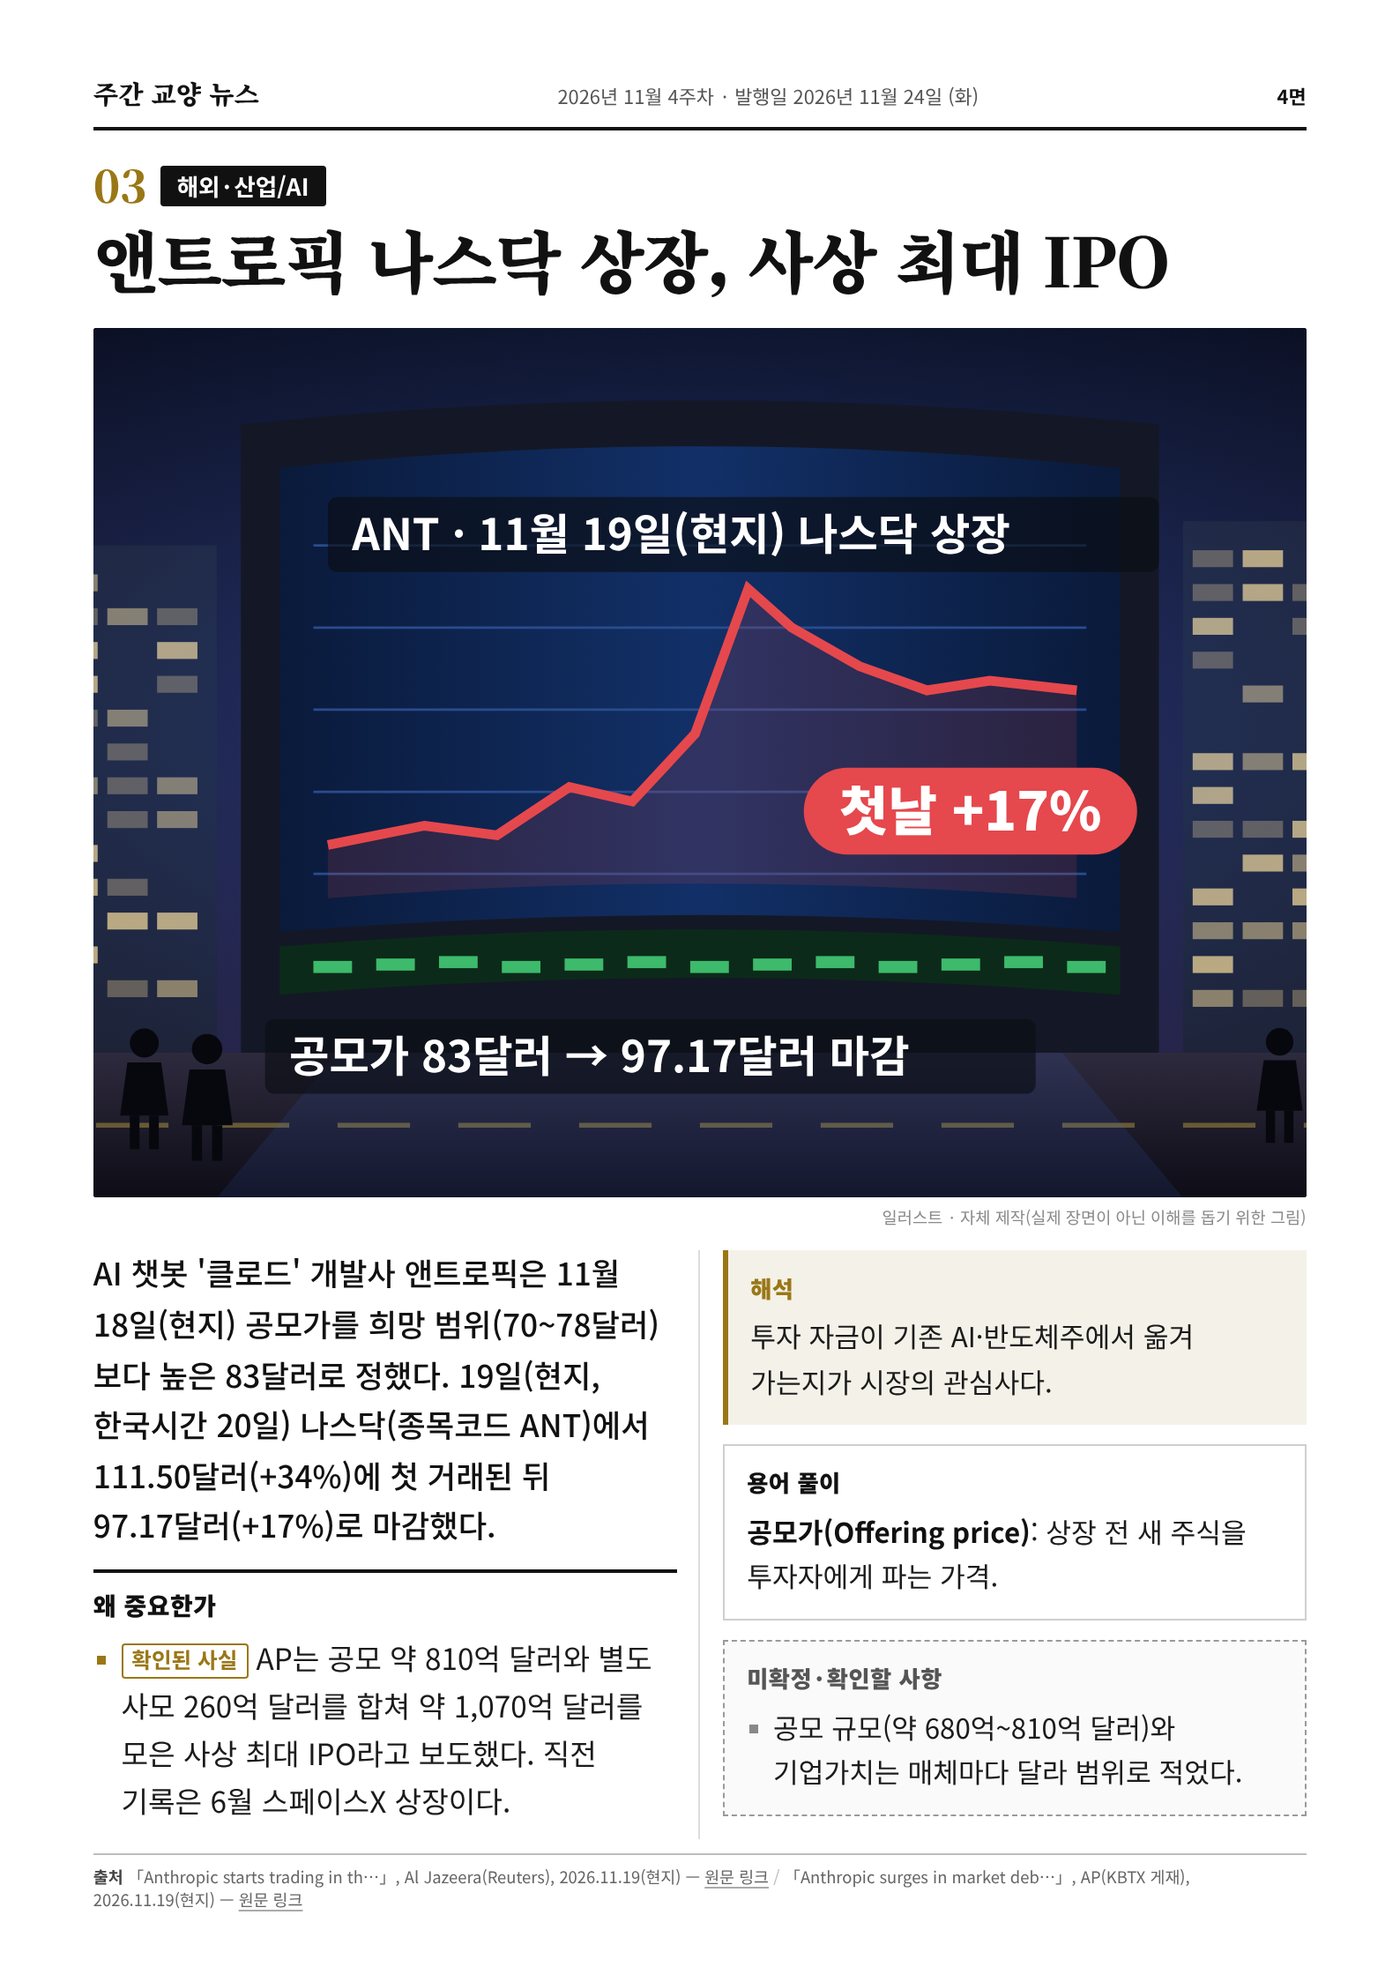 주간 교양 뉴스
2026년 11월 4주차 · 발행일 2026년 11월 24일 (화)
4면
03
해외·산업/AI
앤트로픽 나스닥 상장, 사상 최대 IPO
ANT · 11월 19일(현지) 나스닥 상장
첫날 +17%
공모가 83달러 → 97.17달러 마감
일러스트 · 자체 제작(실제 장면이 아닌 이해를 돕기 위한 그림)
AI 챗봇 '클로드' 개발사 앤트로픽은 11월
18일(현지) 공모가를 희망 범위(70~78달러)
보다 높은 83달러로 정했다. 19일(현지,
한국시간 20일) 나스닥(종목코드 ANT)에서
111.50달러(+34%)에 첫 거래된 뒤
97.17달러(+17%)로 마감했다.
왜 중요한가
▪ 확인된 사실 AP는 공모 약 810억 달러와 별도
사모 260억 달러를 합쳐 약 1,070억 달러를
모은 사상 최대 IPO라고 보도했다. 직전
기록은 6월 스페이스X 상장이다.
해석
투자 자금이 기존 AI·반도체주에서 옮겨
가는지가 시장의 관심사다.
용어 풀이
공모가(Offering price): 상장 전 새 주식을
투자자에게 파는 가격.
미확정·확인할 사항
▪ 공모 규모(약 680억~810억 달러)와
기업가치는 매체마다 달라 범위로 적었다.
출처 「Anthropic starts trading in th…」, Al Jazeera(Reuters), 2026.11.19(현지) — 원문 링크 / 「Anthropic surges in market deb…」, AP(KBTX 게재),
2026.11.19(현지) — 원문 링크